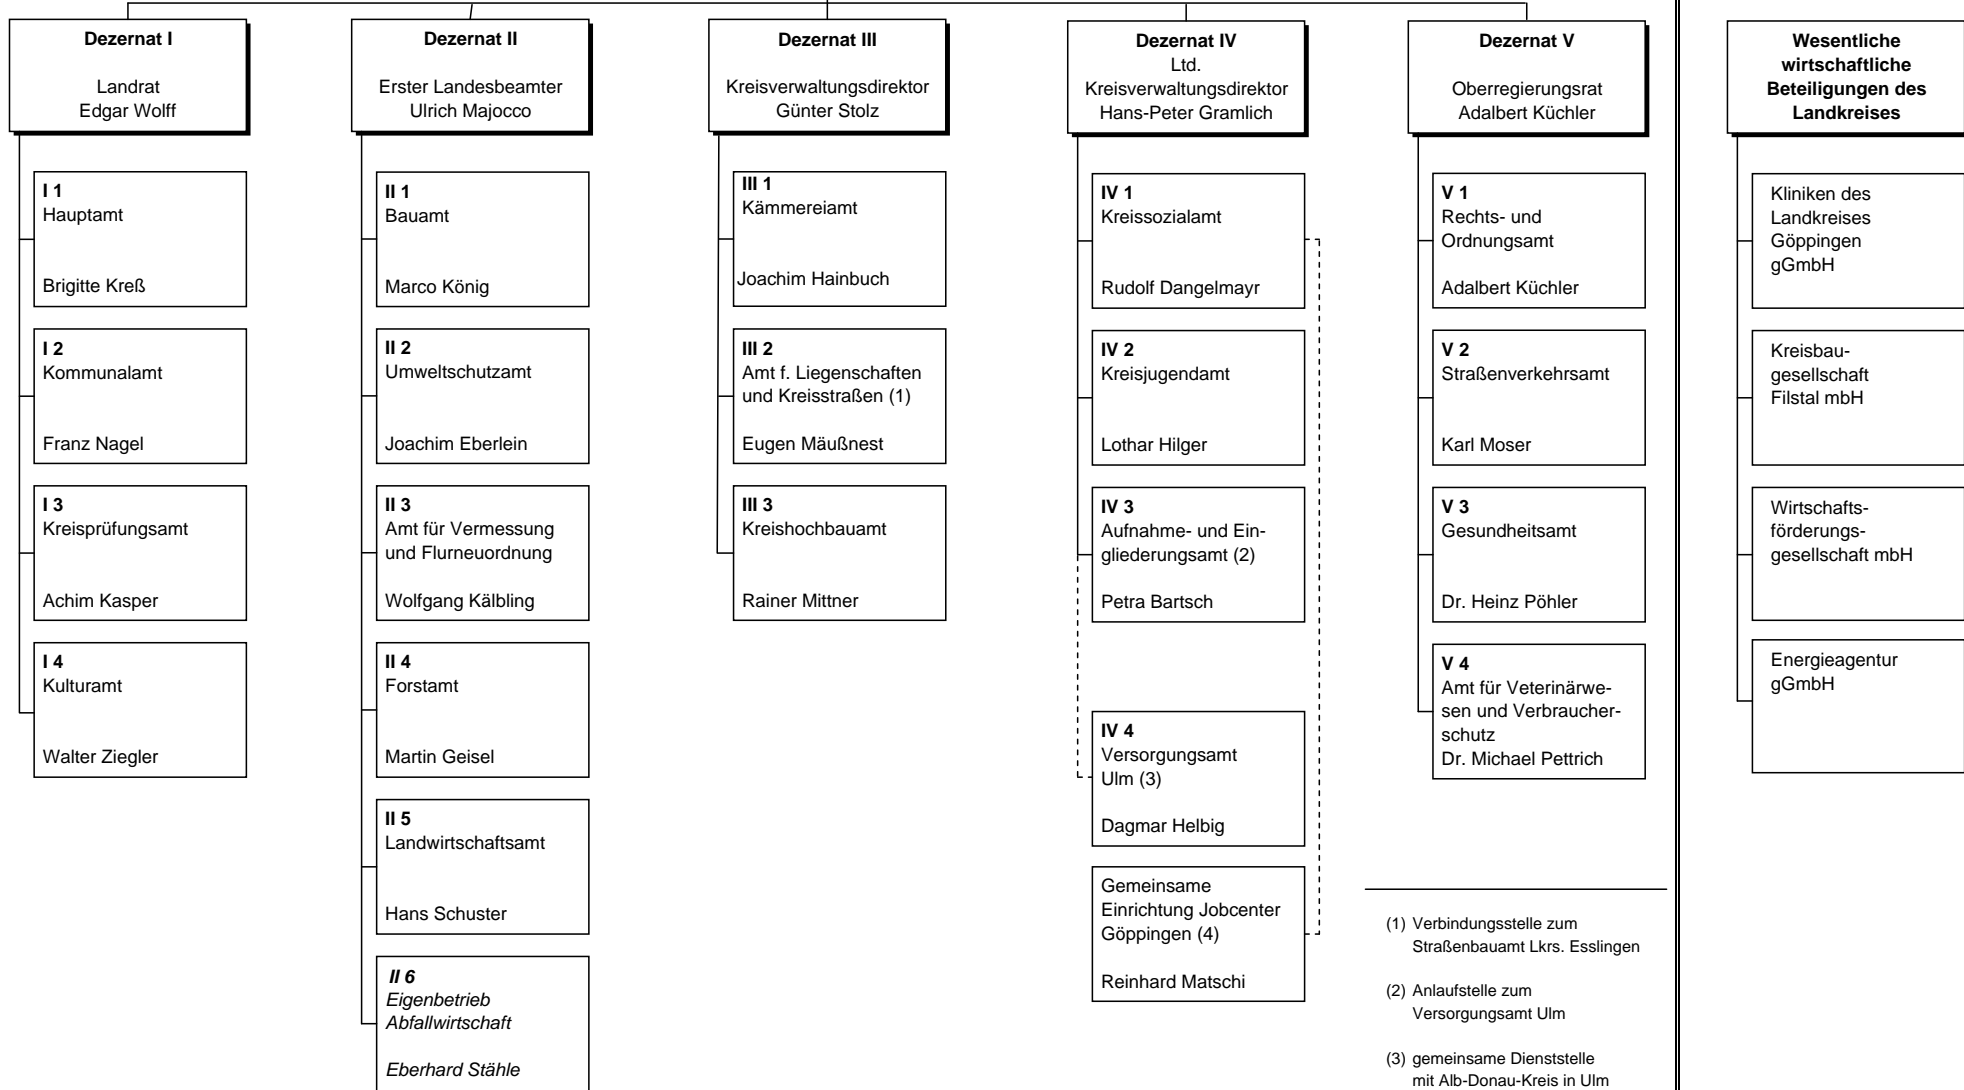 Dezernat I
Landrat
Edgar Wolff
I 1
Hauptamt
Brigitte Kreß
I 2
Kommunalamt
Franz Nagel
I 3
Kreisprüfungsamt
Achim Kasper
I 4
Kulturamt
Walter Ziegler
Dezernat II
Erster Landesbeamter
Ulrich Majocco
II 1
Bauamt
Marco König
II 2
Umweltschutzamt
Joachim Eberlein
II 3
Amt für Vermessung
und Flurneuordnung
Wolfgang Kälbling
II 4
Forstamt
Martin Geisel
II 5
Landwirtschaftsamt
Hans Schuster
II 6
Eigenbetrieb
Abfallwirtschaft
Eberhard Stähle
Dezernat III
Kreisverwaltungsdirektor
Günter Stolz
III 1
Kämmereiamt
Joachim Hainbuch
III 2
Amt f. Liegenschaften
und Kreisstraßen (1)
Eugen Mäußnest
III 3
Kreishochbauamt
Rainer Mittner
Dezernat IV
Ltd.
Kreisverwaltungsdirektor
Hans-Peter Gramlich
IV 1
Kreissozialamt
Rudolf Dangelmayr
IV 2
Kreisjugendamt
Lothar Hilger
IV 3
Aufnahme- und Ein-
gliederungsamt (2)
Petra Bartsch
IV 4
Versorgungsamt
Ulm (3)
Dagmar Helbig
Gemeinsame
Einrichtung Jobcenter
Göppingen (4)
Reinhard Matschi
Dezernat V
Oberregierungsrat
Adalbert Küchler
V 1
Rechts- und
Ordnungsamt
Adalbert Küchler
V 2
Straßenverkehrsamt
Karl Moser
V 3
Gesundheitsamt
Dr. Heinz Pöhler
V 4
Amt für Veterinärwe-
sen und Verbraucher-
schutz
Dr. Michael Pettrich
(1) Verbindungsstelle zum
Straßenbauamt Lkrs. Esslingen
(2) Anlaufstelle zum
Versorgungsamt Ulm
(3) gemeinsame Dienststelle
mit Alb-Donau-Kreis in Ulm
Wesentliche
wirtschaftliche
Beteiligungen des
Landkreises
Kliniken des
Landkreises
Göppingen
gGmbH
Kreisbau-
gesellschaft
Filstal mbH
Wirtschafts-
förderungs-
gesellschaft mbH
Energieagentur
gGmbH